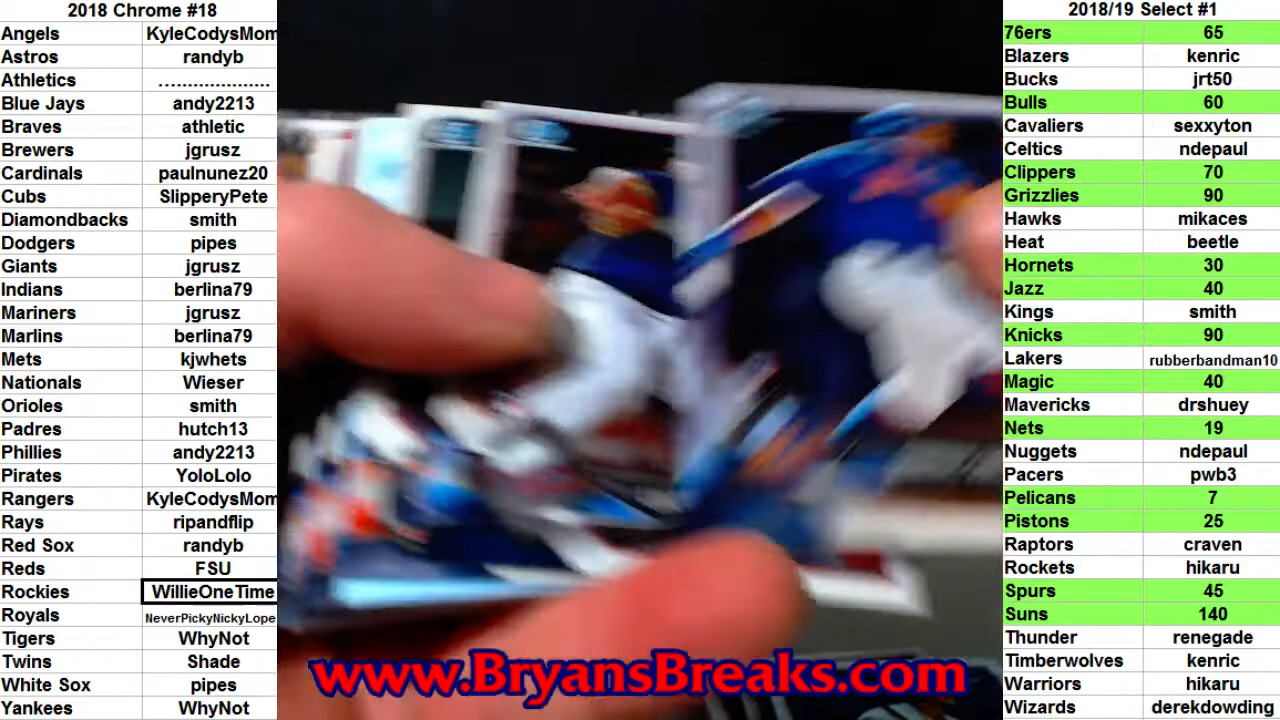 2018 Chrome #18
Angels KyleCodysMom
Astros randyb
Athletics ....................
Blue Jays andy2213
Braves athletic
Brewers jgrusz
Cardinals paulnunez20
Cubs SlipperyPete
Diamondbacks smith
Dodgers pipes
Giants jgrusz
Indians berlina79
Mariners jgrusz
Marlins berlina79
Mets kjwhets
Nationals Wieser
Orioles smith
Padres hutch13
Phillies andy2213
Pirates YoloLolo
Rangers KyleCodysMom
Rays ripandflip
Red Sox randyb
Reds FSU
Rockies WillieOneTime
Royals NeverPickyNickyLope
Tigers WhyNot
Twins Shade
White Sox pipes
Yankees WhyNot
www.BryansBreaks.com
2018/19 Select #1
76ers 65
Blazers kenric
Bucks jrt50
Bulls 60
Cavaliers sexxyton
Celtics ndepaul
Clippers 70
Grizzlies 90
Hawks mikaces
Heat beetle
Hornets 30
Jazz 40
Kings smith
Knicks 90
Lakers rubberbandman10
Magic 40
Mavericks drshuey
Nets 19
Nuggets ndepaul
Pacers pwb3
Pelicans 7
Pistons 25
Raptors craven
Rockets hikaru
Spurs 45
Suns 140
Thunder renegade
Timberwolves kenric
Warriors hikaru
Wizards derekdowding